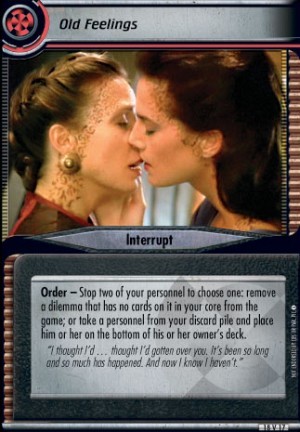 Old Feelings
Interrupt
Order – Stop two of your personnel to choose one: remove
a dilemma that has no cards on it in your core from the
game; or take a personnel from your discard pile and place
him or her on the bottom of his or her owner's deck.
"I thought I'd ... thought I'd gotten over you. It's been so long
and so much has happened. And now I know I haven't."
18 V 17